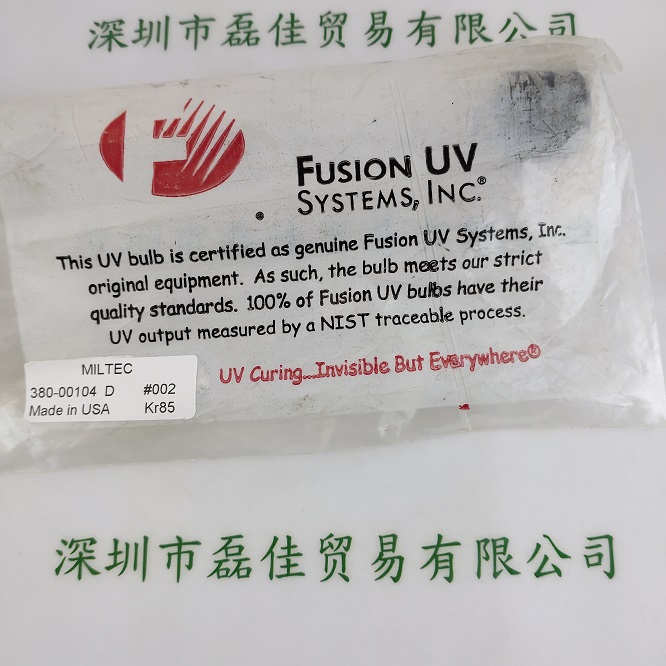 深圳市磊佳贸易有限公司
FUSION UV
SYSTEMS, INC.®
This UV bulb is certified as genuine Fusion UV Systems, Inc.
original equipment. As such, the bulb meets our strict
quality standards. 100% of Fusion UV bulbs have their
UV output measured by a NIST traceable process.
UV Curing....Invisible But Everywhere®
MILTEC
380-00104 D #002
Made in USA Kr85
深圳市磊佳贸易有限公司